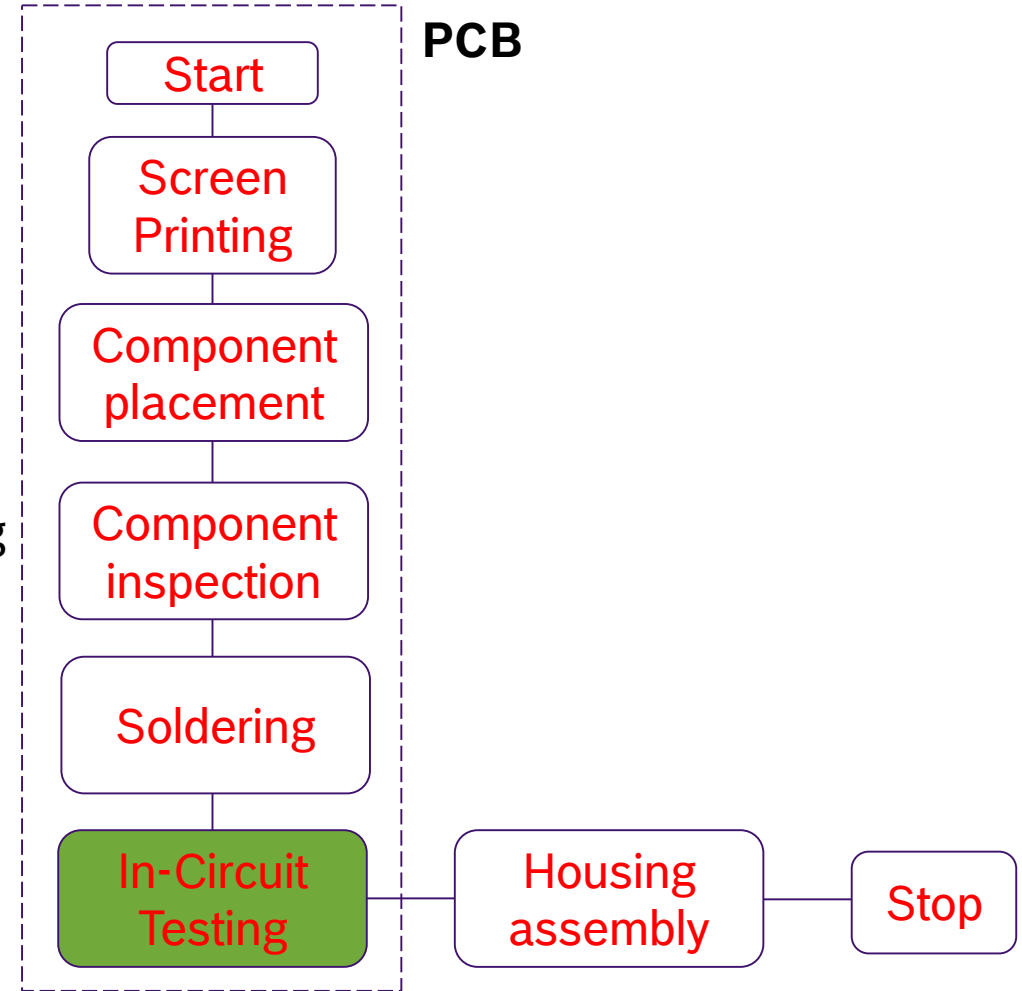 PCB
Start
Screen
Printing
Component
placement
Component
inspection
g
Soldering
In-Circuit
Testing
Housing
assembly
Stop